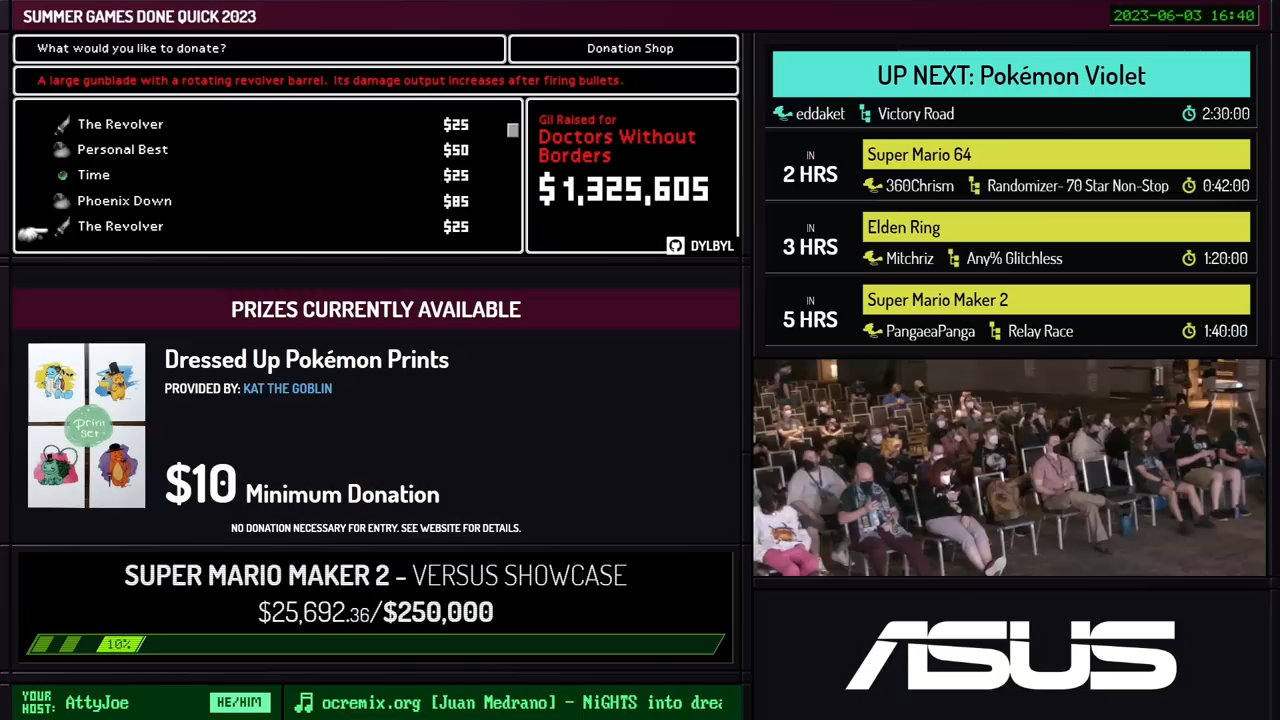 SUMMER GAMES DONE QUICK 2023
2023-06-03 16:40
What would you like to donate?
Donation Shop
A large gunblade with a rotating revolver barrel. Its damage output increases after firing bullets.
The Revolver $25
Personal Best $50
Time $25
Phoenix Down $85
The Revolver $25
Gil Raised for
Doctors Without
Borders
$1,325,605
DYLBYL
PRIZES CURRENTLY AVAILABLE
Dressed Up Pokémon Prints
PROVIDED BY: KAT THE GOBLIN
Print
Set
$10 Minimum Donation
NO DONATION NECESSARY FOR ENTRY. SEE WEBSITE FOR DETAILS.
SUPER MARIO MAKER 2 - VERSUS SHOWCASE
$25,692.36/$250,000
10%
YOUR
HOST: AttyJoe HE/HIM
ocremix.org [Juan Medrano] - NiGHTS into drea
UP NEXT: Pokémon Violet
eddaket Victory Road 2:30:00
IN
2 HRS
Super Mario 64
360Chrism Randomizer- 70 Star Non-Stop 0:42:00
IN
3 HRS
Elden Ring
Mitchriz Any% Glitchless 1:20:00
IN
5 HRS
Super Mario Maker 2
PangaeaPanga Relay Race 1:40:00
ASUS